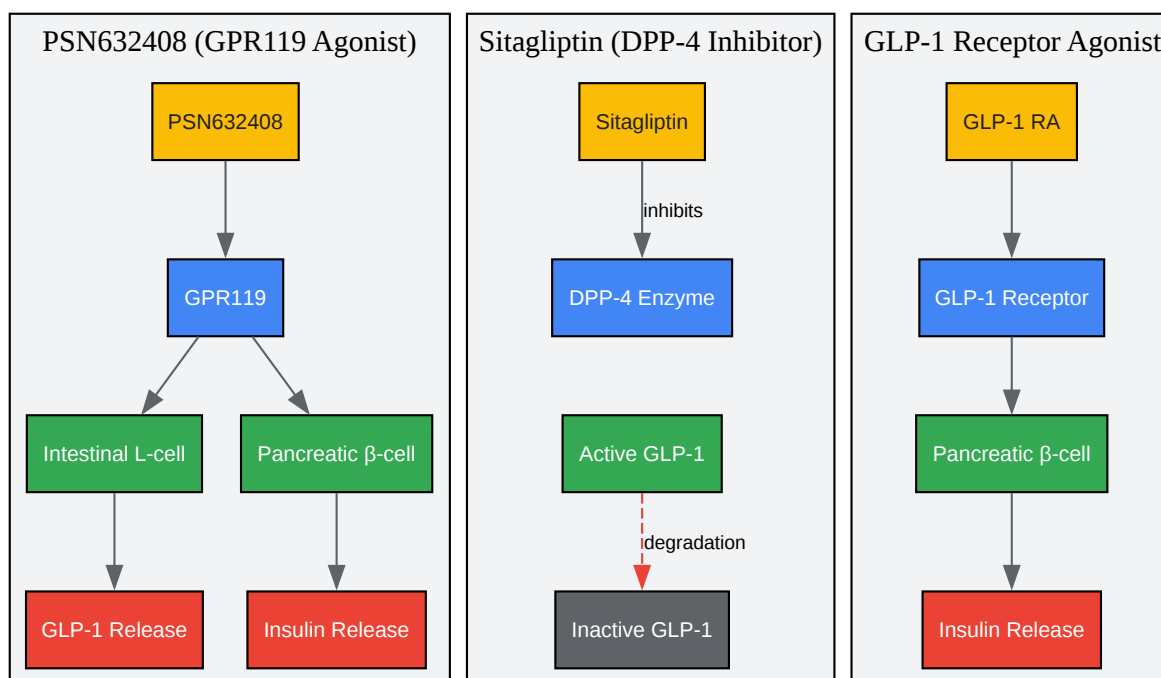 PSN632408 (GPR119 Agonist)
PSN632408
GPR119
Intestinal L-cell
Pancreatic β-cell
GLP-1 Release
Insulin Release
Sitagliptin (DPP-4 Inhibitor)
Sitagliptin
inhibits
DPP-4 Enzyme
Active GLP-1
degradation
Inactive GLP-1
GLP-1 Receptor Agonist
GLP-1 RA
GLP-1 Receptor
Pancreatic β-cell
Insulin Release